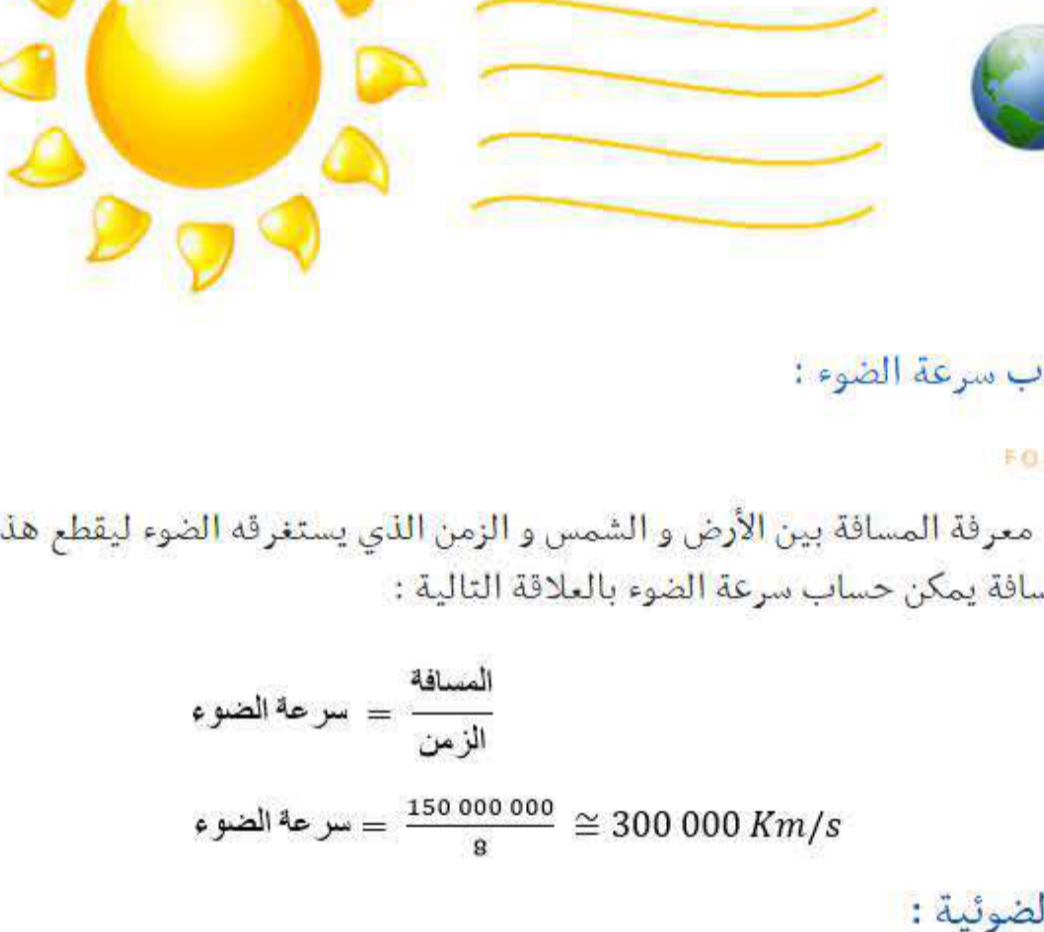 ب سرعة الضوء :
FO
معرفة المسافة بين الأرض و الشمس و الزمن الذي يستغرقه الضوء ليقطع هذ
سافة يمكن حساب سرعة الضوء بالعلاقة التالية :
سرعة الضوء = المسافة / الزمن
سرعة الضوء = 150 000 000 / 8 ≅ 300 000 Km/s
لضوئية :